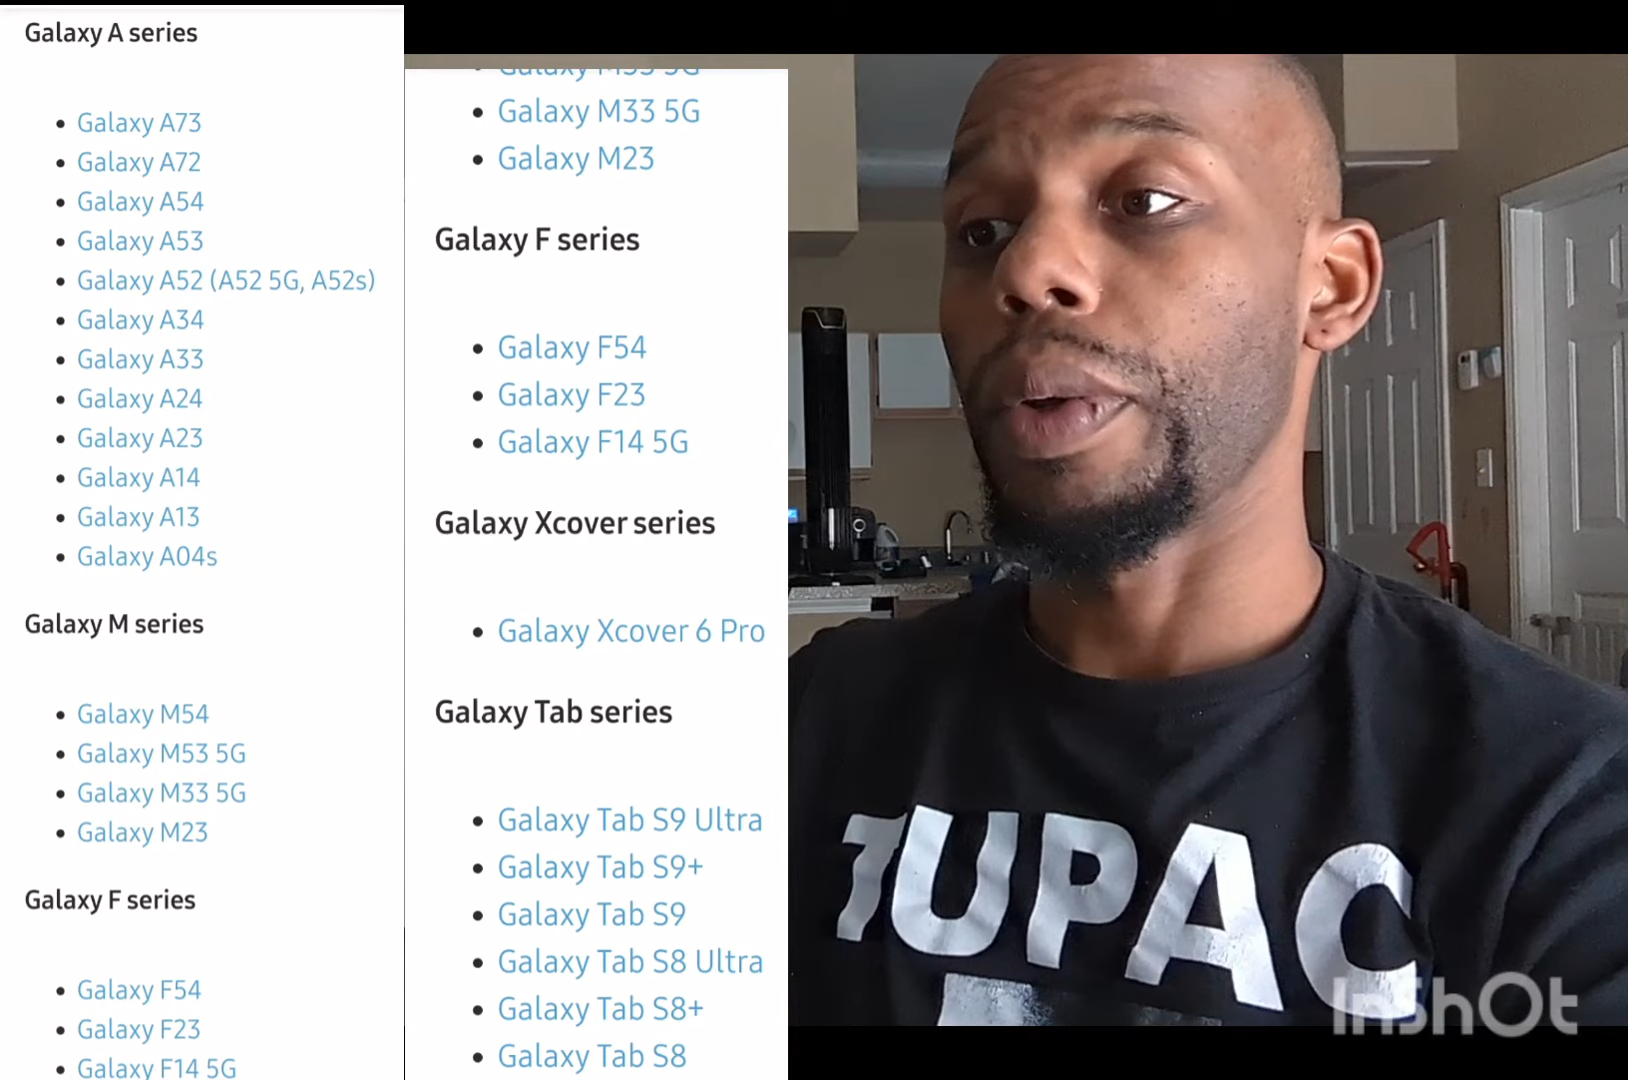 Galaxy A series
Galaxy A73
Galaxy A72
Galaxy A54
Galaxy A53
Galaxy A52 (A52 5G, A52s)
Galaxy A34
Galaxy A33
Galaxy A24
Galaxy A23
Galaxy A14
Galaxy A13
Galaxy A04s
Galaxy M series
Galaxy M54
Galaxy M53 5G
Galaxy M33 5G
Galaxy M23
Galaxy F series
Galaxy F54
Galaxy F23
Galaxy F14 5G
Galaxy M53 5G
Galaxy M33 5G
Galaxy M23
Galaxy F series
Galaxy F54
Galaxy F23
Galaxy F14 5G
Galaxy Xcover series
Galaxy Xcover 6 Pro
Galaxy Tab series
Galaxy Tab S9 Ultra
Galaxy Tab S9+
Galaxy Tab S9
Galaxy Tab S8 Ultra
Galaxy Tab S8+
Galaxy Tab S8
TUPAC
InShOt